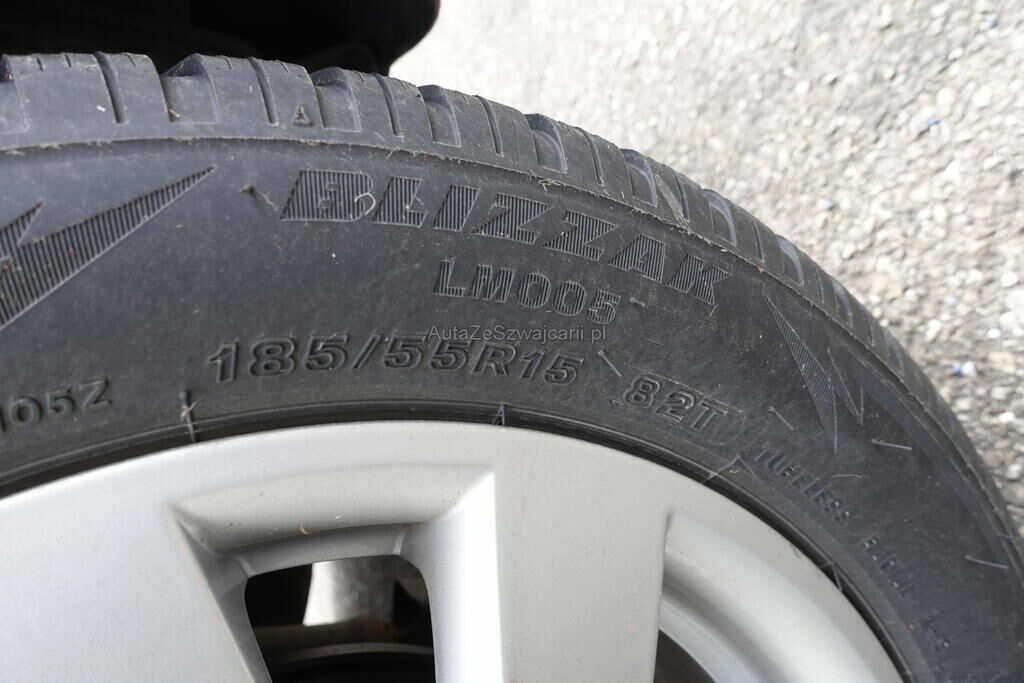 BLIZZAK
LM005
AutaZeSzwajcarii.pl
185/55R15 82T
TUBELESS